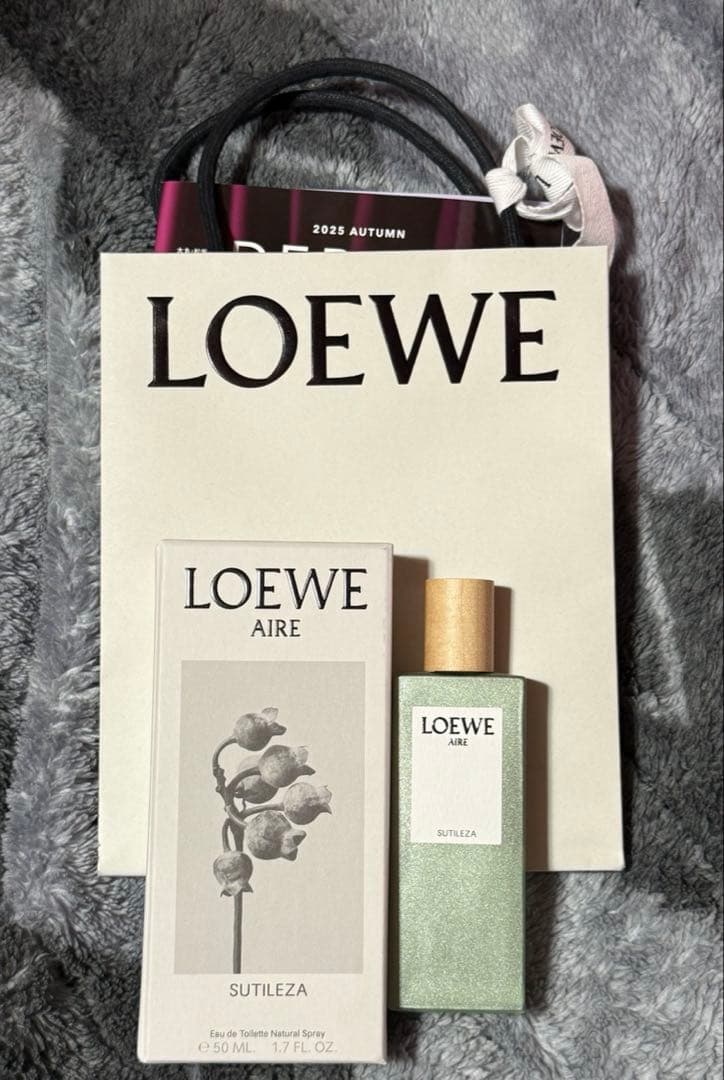 2025 AUTUMN
LOEWE
LOEWE
AIRE
SUTILEZA
Eau de Toilette Natural Spray
℮ 50 ML. 1.7 FL. OZ.
LOEWE
AIRE
SUTILEZA